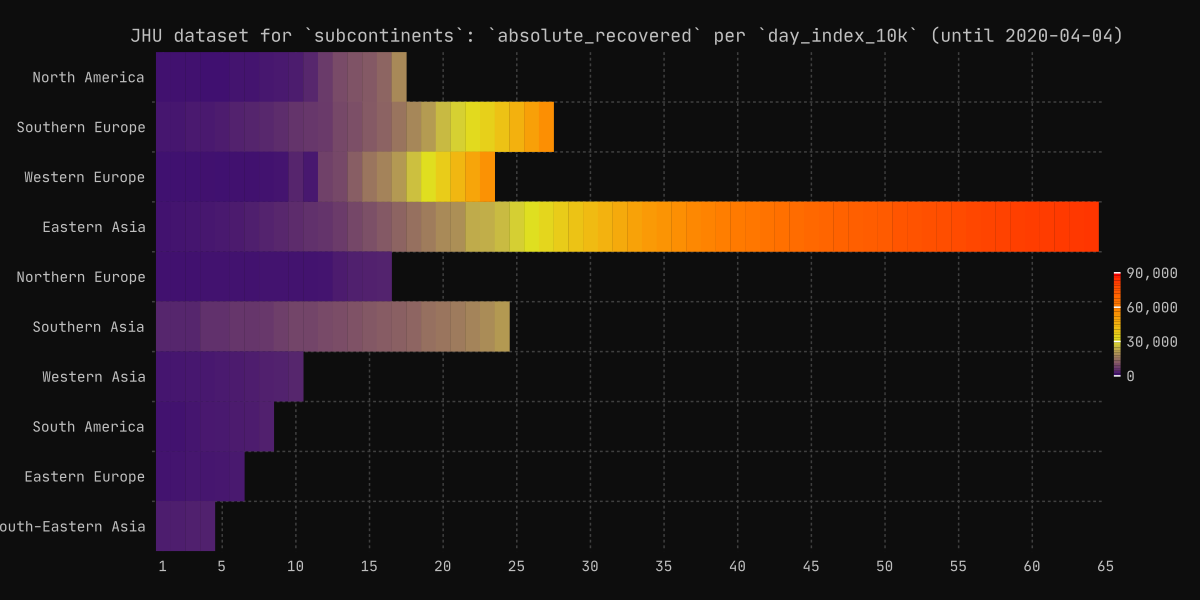 JHU dataset for `subcontinents`: `absolute_recovered` per `day_index_10k` (until 2020-04-04)
North America
Southern Europe
Western Europe
Eastern Asia
Northern Europe
Southern Asia
Western Asia
South America
Eastern Europe
outh-Eastern Asia
90,000
60,000
30,000
0
1 5 10 15 20 25 30 35 40 45 50 55 60 65